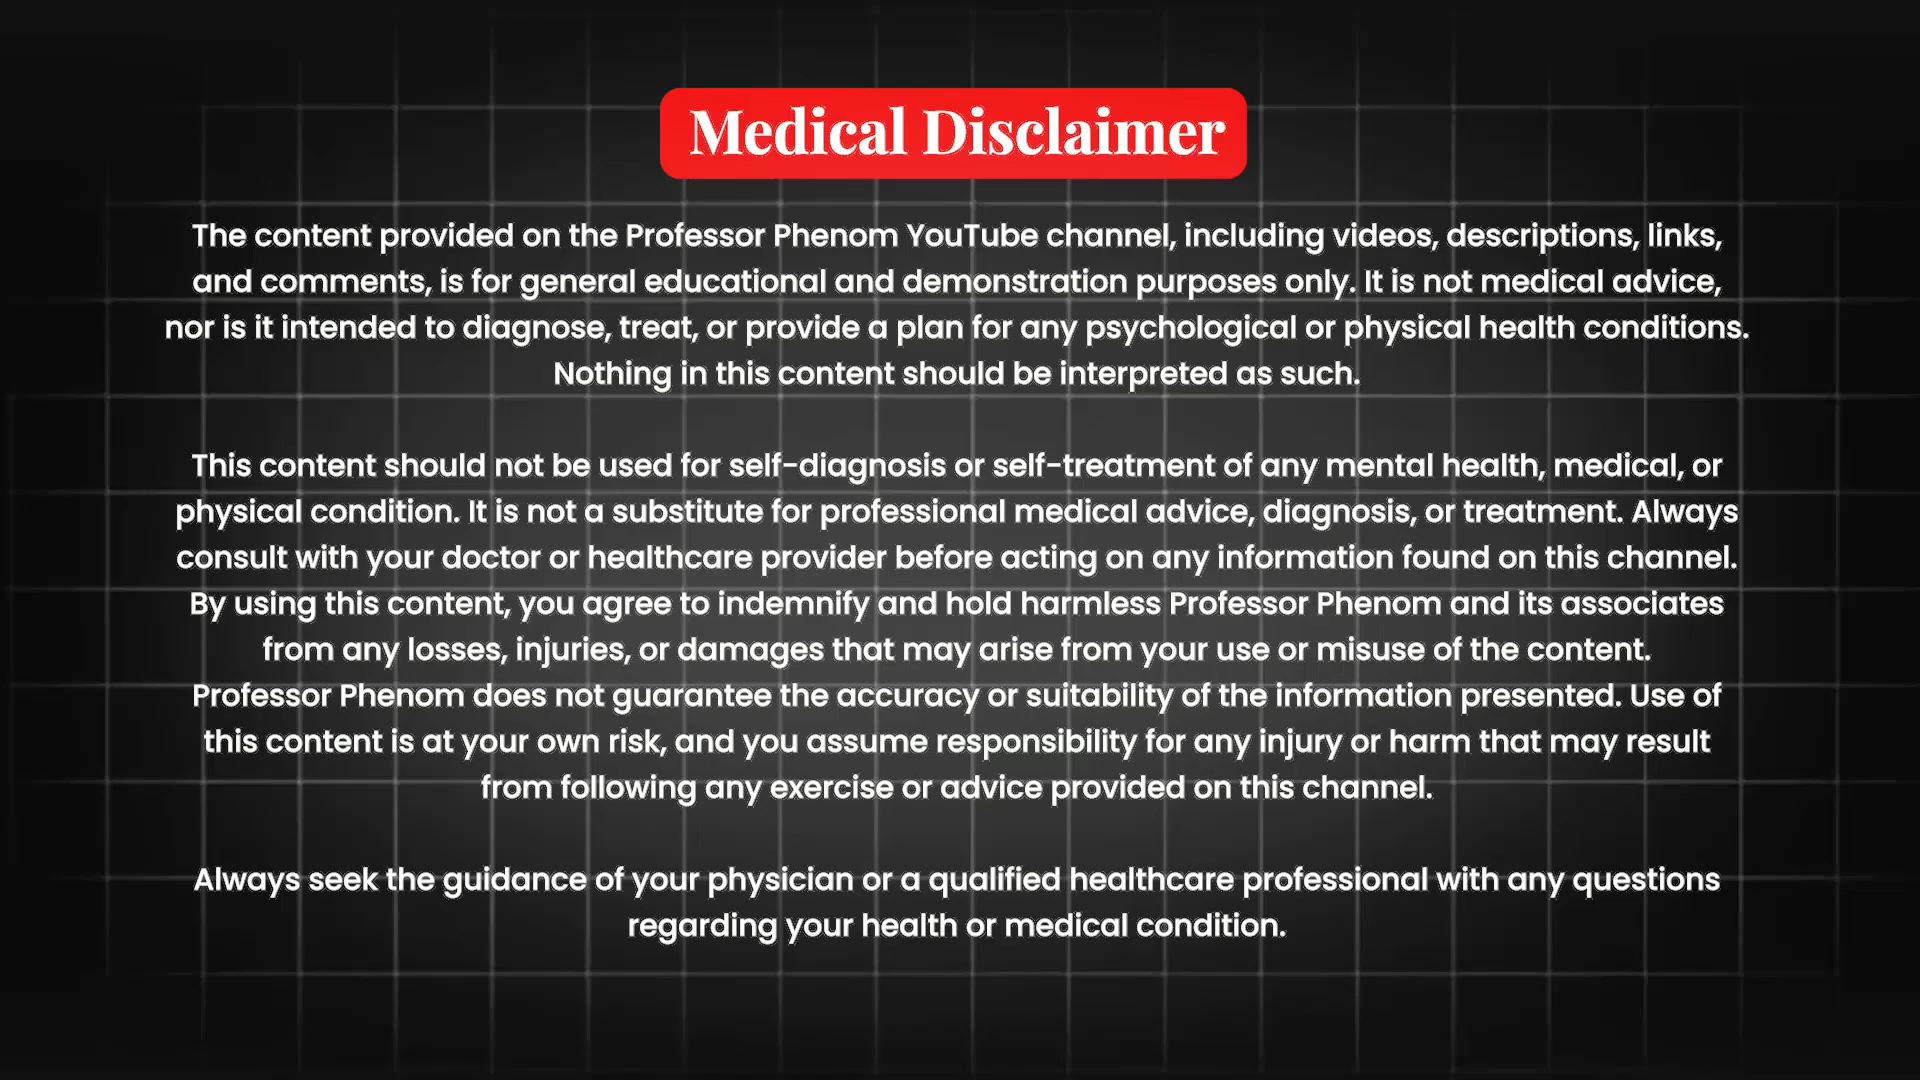 Medical Disclaimer
The content provided on the Professor Phenom YouTube channel, including videos, descriptions, links,
and comments, is for general educational and demonstration purposes only. It is not medical advice,
nor is it intended to diagnose, treat, or provide a plan for any psychological or physical health conditions.
Nothing in this content should be interpreted as such.
This content should not be used for self-diagnosis or self-treatment of any mental health, medical, or
physical condition. It is not a substitute for professional medical advice, diagnosis, or treatment. Always
consult with your doctor or healthcare provider before acting on any information found on this channel.
By using this content, you agree to indemnify and hold harmless Professor Phenom and its associates
from any losses, injuries, or damages that may arise from your use or misuse of the content.
Professor Phenom does not guarantee the accuracy or suitability of the information presented. Use of
this content is at your own risk, and you assume responsibility for any injury or harm that may result
from following any exercise or advice provided on this channel.
Always seek the guidance of your physician or a qualified healthcare professional with any questions
regarding your health or medical condition.